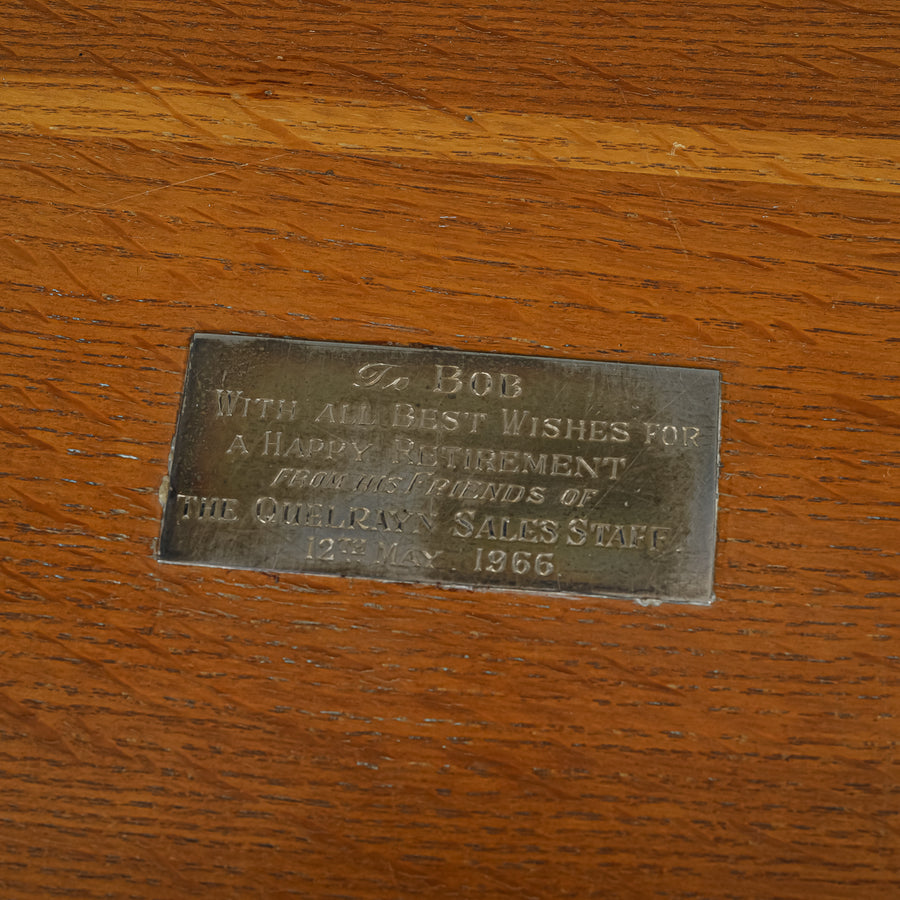 To BOB
WITH ALL BEST WISHES FOR
A HAPPY RETIREMENT
FROM HIS FRIENDS OF
THE QUELRAYN SALES STAFF
12TH MAY 1966